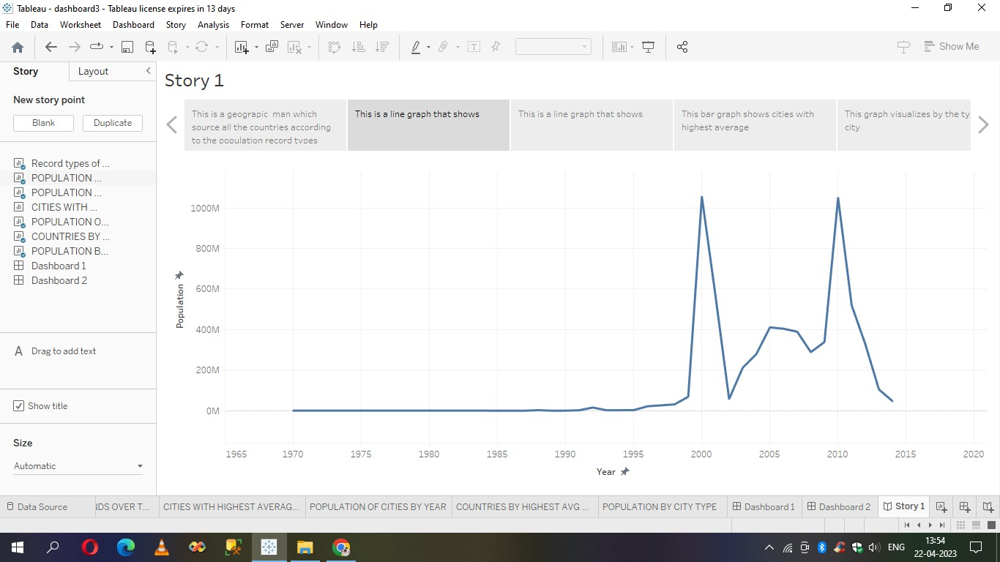 Tableau - dashboard3 - Tableau license expires in 13 days
File Data Worksheet Dashboard Story Analysis Format Server Window Help
Show Me
Story Layout
New story point
Blank Duplicate
Record types of ...
POPULATION ...
POPULATION ...
CITIES WITH ...
POPULATION O...
COUNTRIES BY ...
POPULATION B...
Dashboard 1
Dashboard 2
A Drag to add text
Show title
Size
Automatic
Story 1
This is a geograpic man which
source all the countries according
to the population record types
This is a line graph that shows
This is a line graph that shows
This bar graph shows cities with
highest average
This graph visualizes by the ty
city
1000M
800M
600M
400M
200M
0M
Population
1965 1970 1975 1980 1985 1990 1995 2000 2005 2010 2015 2020
Year
Data Source IDS OVER T... CITIES WITH HIGHEST AVERAG... POPULATION OF CITIES BY YEAR COUNTRIES BY HIGHEST AVG ... POPULATION BY CITY TYPE Dashboard 1 Dashboard 2 Story 1
ENG
13:54
22-04-2023